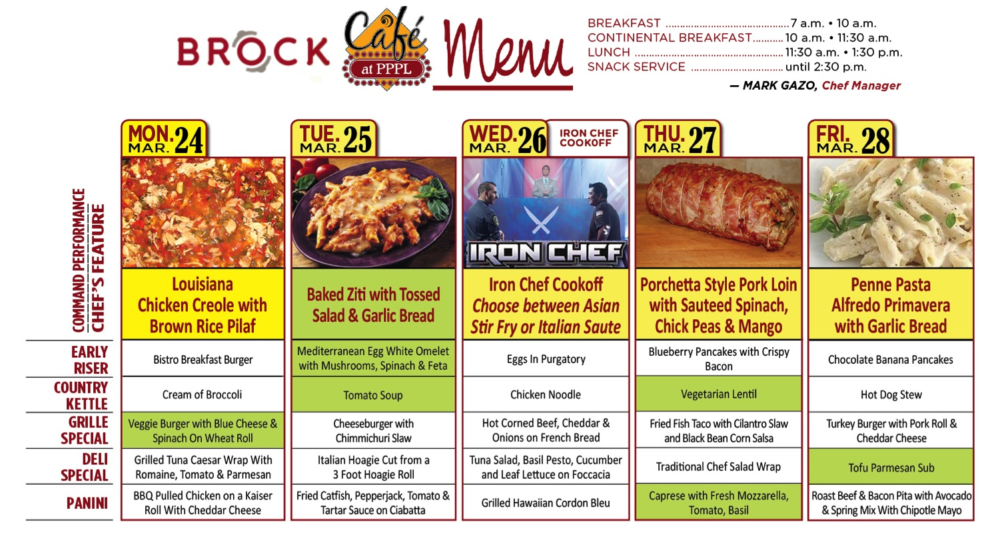 BROCK
Café
at PPPL
Menu
BREAKFAST ............................................ 7 a.m. • 10 a.m.
CONTINENTAL BREAKFAST........... 10 a.m. • 11:30 a.m.
LUNCH ..................................................... 11:30 a.m. • 1:30 p.m.
SNACK SERVICE ................................. until 2:30 p.m.
— MARK GAZO, Chef Manager
MON.
MAR. 24
TUE.
MAR. 25
WED.
MAR. 26
IRON CHEF
COOKOFF
THU.
MAR. 27
FRI.
MAR. 28
COMMAND PERFORMANCE
CHEF'S FEATURE
IRON CHEF
Louisiana
Chicken Creole with
Brown Rice Pilaf
Baked Ziti with Tossed
Salad & Garlic Bread
Iron Chef Cookoff
Choose between Asian
Stir Fry or Italian Saute
Porchetta Style Pork Loin
with Sauteed Spinach,
Chick Peas & Mango
Penne Pasta
Alfredo Primavera
with Garlic Bread
EARLY
RISER
Bistro Breakfast Burger
Mediterranean Egg White Omelet
with Mushrooms, Spinach & Feta
Eggs In Purgatory
Blueberry Pancakes with Crispy
Bacon
Chocolate Banana Pancakes
COUNTRY
KETTLE
Cream of Broccoli
Tomato Soup
Chicken Noodle
Vegetarian Lentil
Hot Dog Stew
GRILLE
SPECIAL
Veggie Burger with Blue Cheese &
Spinach On Wheat Roll
Cheeseburger with
Chimmichuri Slaw
Hot Corned Beef, Cheddar &
Onions on French Bread
Fried Fish Taco with Cilantro Slaw
and Black Bean Corn Salsa
Turkey Burger with Pork Roll &
Cheddar Cheese
DELI
SPECIAL
Grilled Tuna Caesar Wrap With
Romaine, Tomato & Parmesan
Italian Hoagie Cut from a
3 Foot Hoagie Roll
Tuna Salad, Basil Pesto, Cucumber
and Leaf Lettuce on Foccacia
Traditional Chef Salad Wrap
Tofu Parmesan Sub
PANINI
BBQ Pulled Chicken on a Kaiser
Roll With Cheddar Cheese
Fried Catfish, Pepperjack, Tomato &
Tartar Sauce on Ciabatta
Grilled Hawaiian Cordon Bleu
Caprese with Fresh Mozzarella,
Tomato, Basil
Roast Beef & Bacon Pita with Avocado
& Spring Mix With Chipotle Mayo